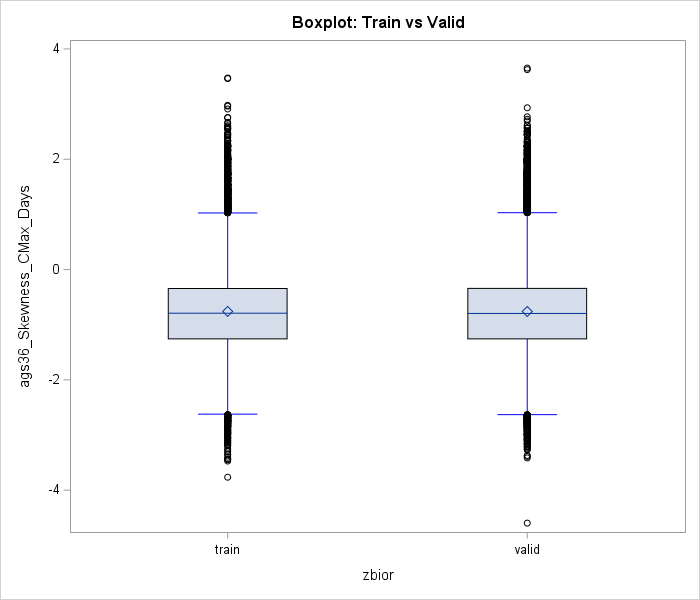 Boxplot: Train vs Valid
ags36_Skewness_CMax_Days
4
2
0
-2
-4
train
valid
zbior